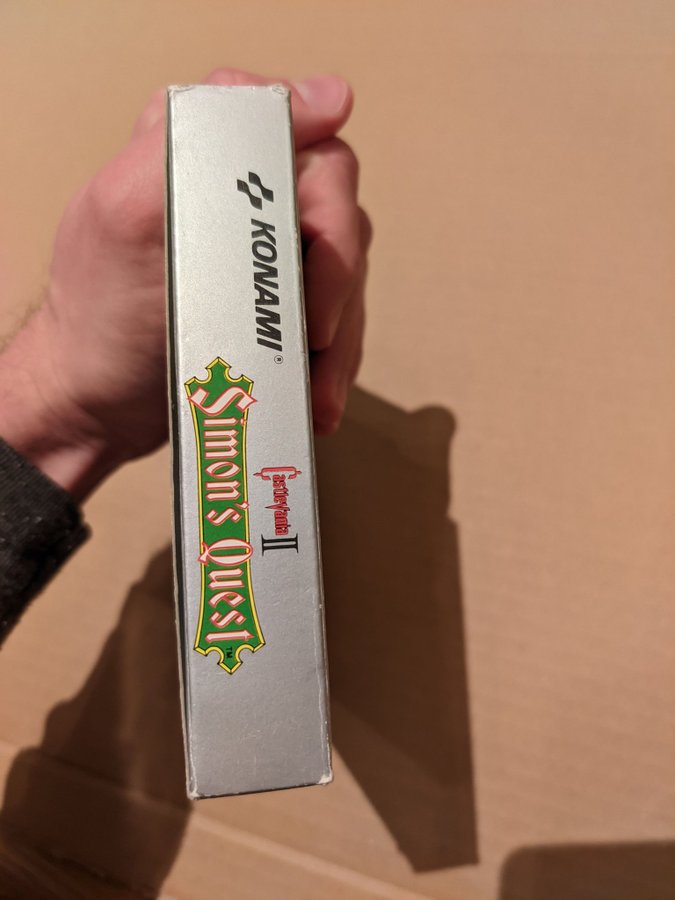 KONAMI®
Castlevania II
Simon's Quest™